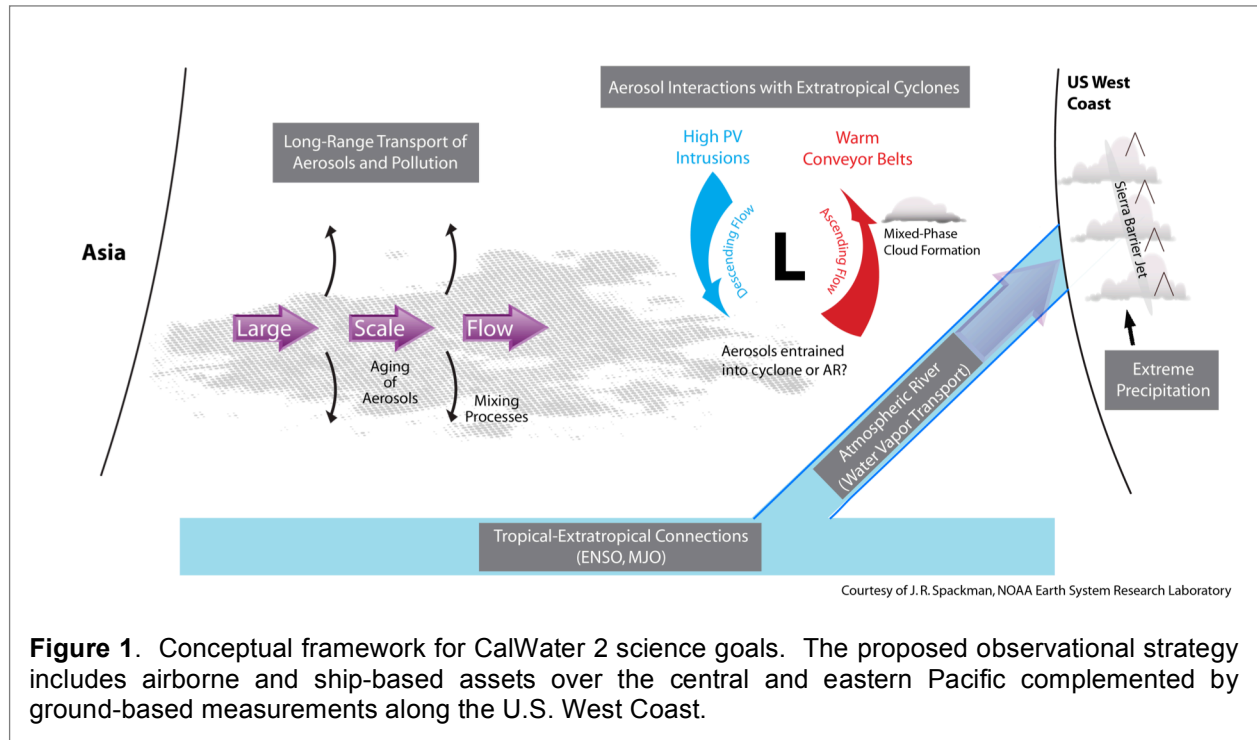 Aerosol Interactions with Extratropical Cyclones
US West
Coast
Long-Range Transport of
Aerosols and Pollution
High PV
Intrusions
Warm
Conveyor Belts
Descending Flow
L
Ascending Flow
Mixed-Phase
Cloud Formation
Sierra Barrier Jet
Asia
Large
Scale
Flow
Aging
of
Aerosols
Mixing
Processes
Aerosols entrained
into cyclone or AR?
Atmospheric River
(Water Vapor Transport)
Extreme
Precipitation
Tropical-Extratropical Connections
(ENSO, MJO)
Courtesy of J. R. Spackman, NOAA Earth System Research Laboratory
Figure 1. Conceptual framework for CalWater 2 science goals. The proposed observational strategy
includes airborne and ship-based assets over the central and eastern Pacific complemented by
ground-based measurements along the U.S. West Coast.